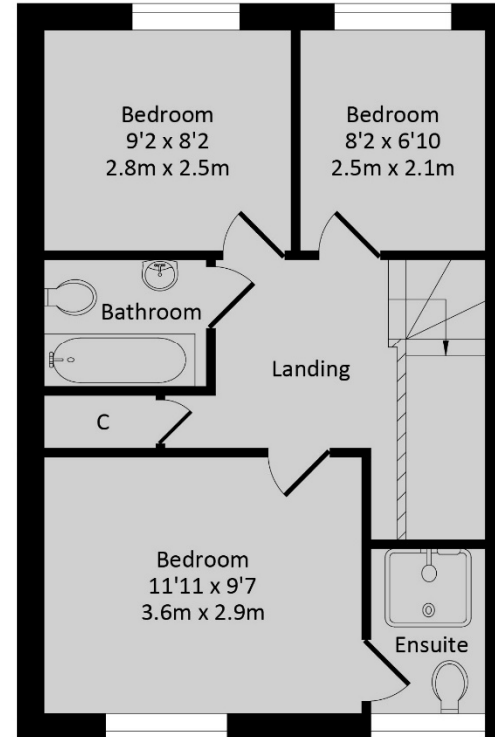 Bedroom
9'2 x 8'2
2.8m x 2.5m
Bedroom
8'2 x 6'10
2.5m x 2.1m
Bathroom
Landing
C
Bedroom
11'11 x 9'7
3.6m x 2.9m
Ensuite